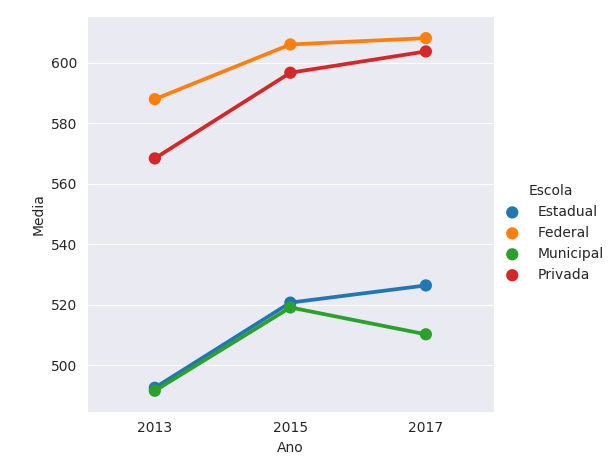 600
580
560
540
520
500
Media
2013
2015
2017
Ano
Escola
Estadual
Federal
Municipal
Privada